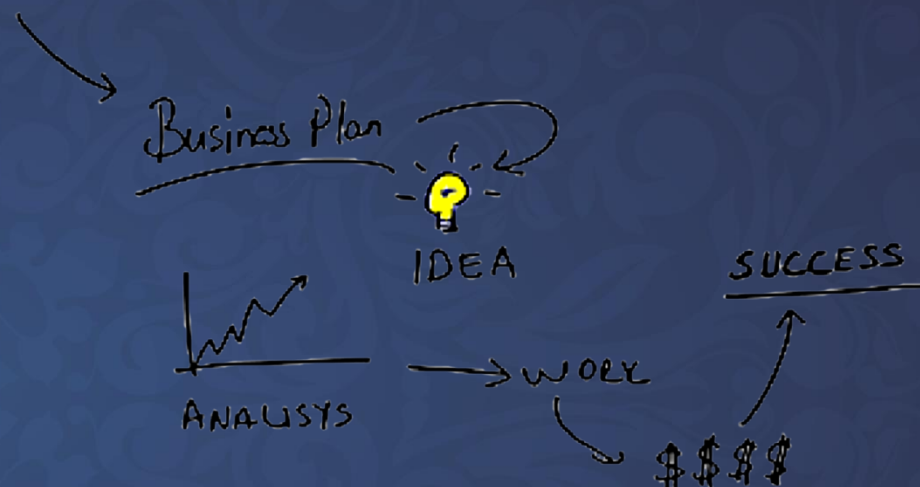 Business Plan
IDEA
SUCCESS
WORK
ANALISYS
$$$$